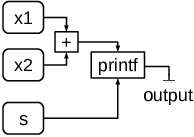 x1
+
x2
printf
output
s